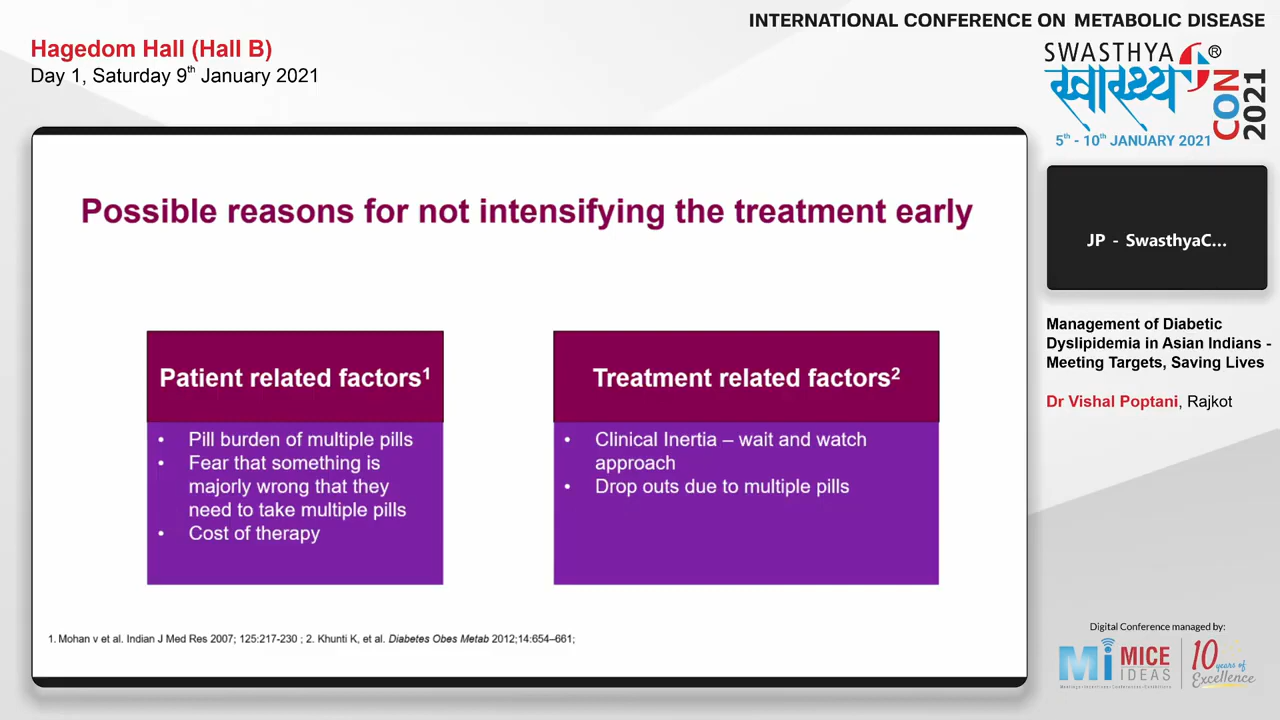 INTERNATIONAL CONFERENCE ON METABOLIC DISEASE
Hagedom Hall (Hall B)
Day 1, Saturday 9th January 2021
SWASTHYA ®
स्वास्थ्य
CON 2021
5th - 10th JANUARY 2021
Possible reasons for not intensifying the treatment early
Patient related factors1
• Pill burden of multiple pills
• Fear that something is
majorly wrong that they
need to take multiple pills
• Cost of therapy
Treatment related factors2
• Clinical Inertia – wait and watch
approach
• Drop outs due to multiple pills
1. Mohan v et al. Indian J Med Res 2007; 125:217-230 ; 2. Khunti K, et al. Diabetes Obes Metab 2012;14:654–661;
JP - SwasthyaC...
Management of Diabetic
Dyslipidemia in Asian Indians -
Meeting Targets, Saving Lives
Dr Vishal Poptani, Rajkot
Digital Conference managed by:
Mi MICE
IDEAS
10 years of
Excellence